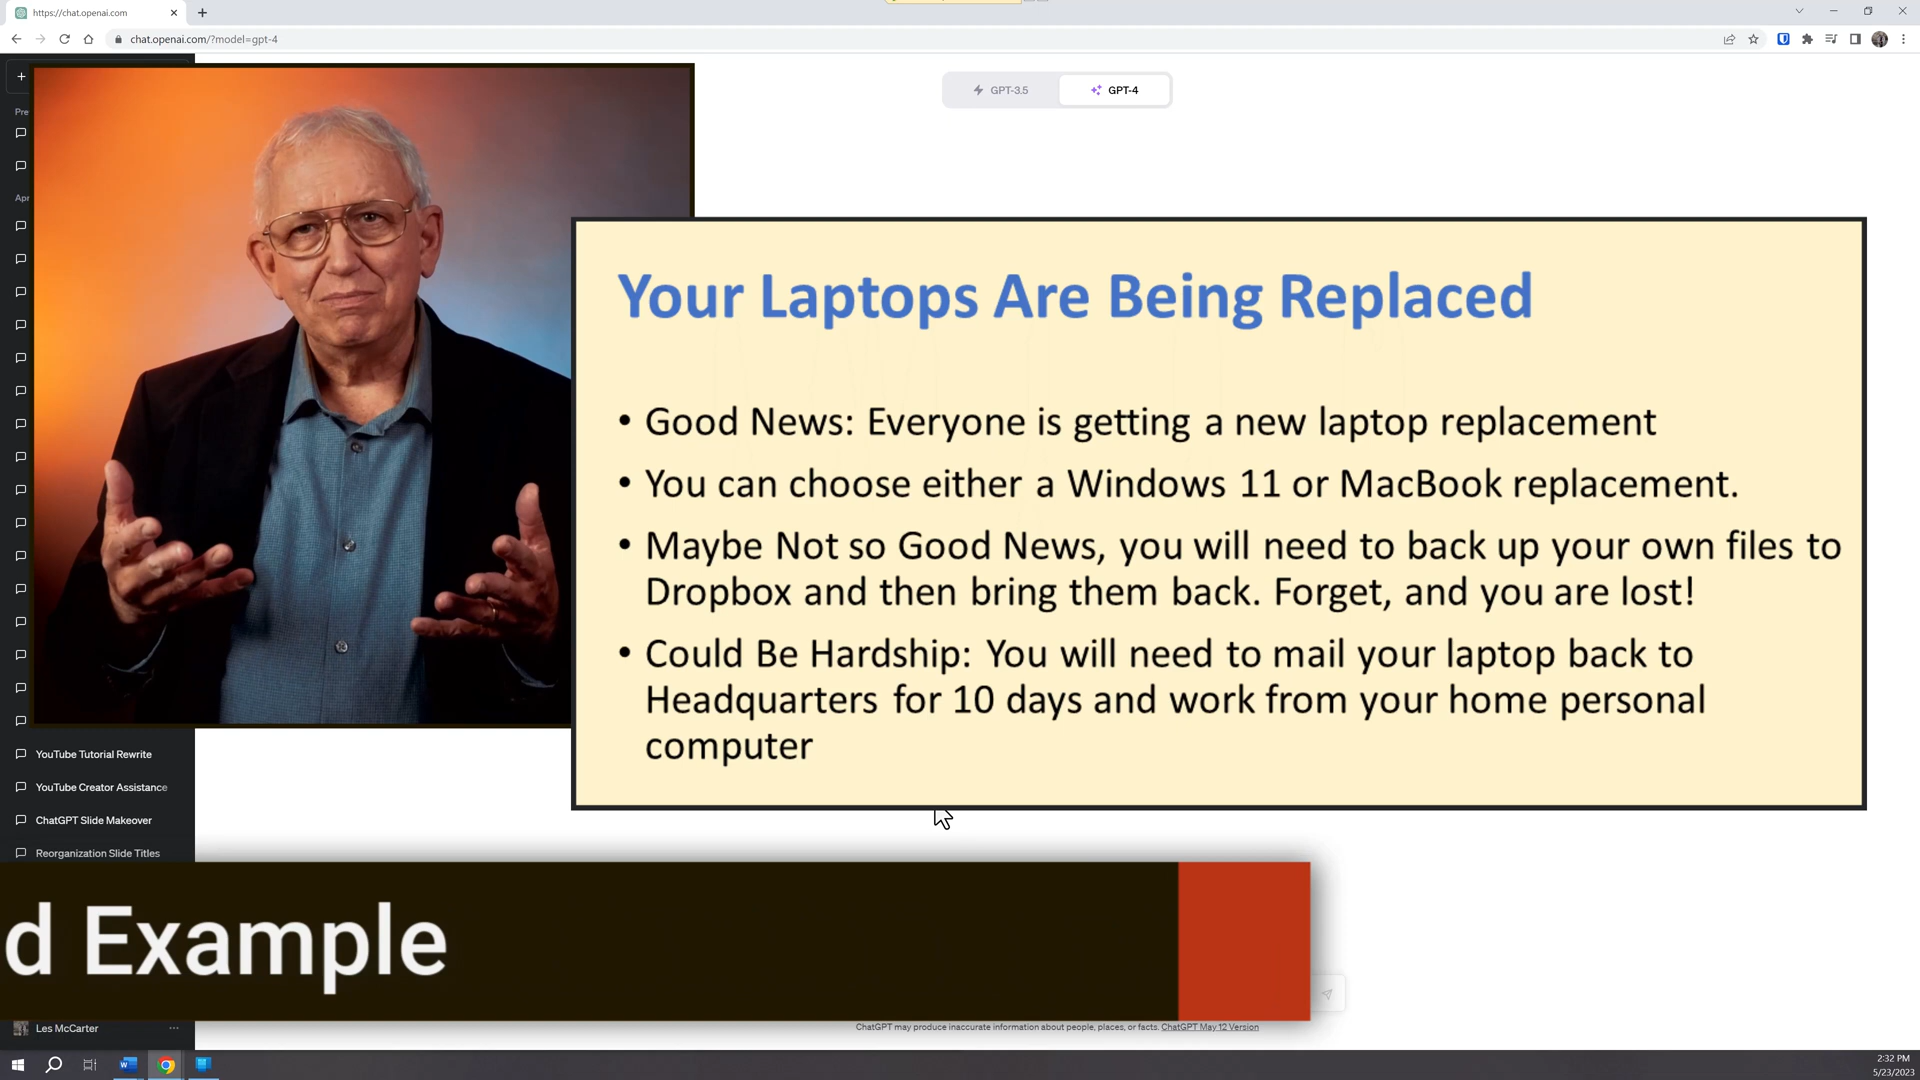 https://chat.openai.com
chat.openai.com/?model=gpt-4
GPT-3.5
GPT-4
Pre
Apr
Your Laptops Are Being Replaced
• Good News: Everyone is getting a new laptop replacement
• You can choose either a Windows 11 or MacBook replacement.
• Maybe Not so Good News, you will need to back up your own files to
Dropbox and then bring them back. Forget, and you are lost!
• Could Be Hardship: You will need to mail your laptop back to
Headquarters for 10 days and work from your home personal
computer
YouTube Tutorial Rewrite
YouTube Creator Assistance
ChatGPT Slide Makeover
Reorganization Slide Titles
d Example
Les McCarter
ChatGPT may produce inaccurate information about people, places, or facts. ChatGPT May 12 Version
2:32 PM
5/23/2023